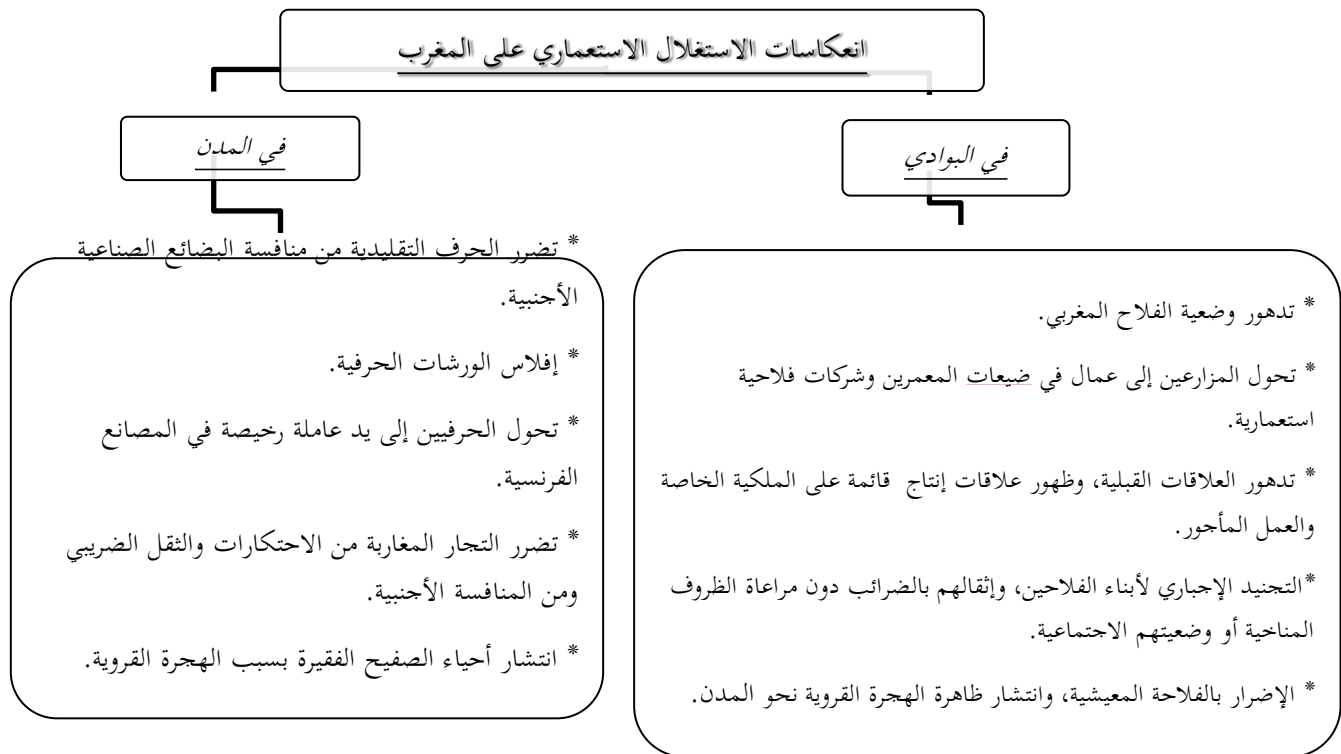 انعكاسات الاستغلال الاستعماري على المغرب
في البوادي
* تدهور وضعية الفلاح المغربي.
* تحول المزارعين إلى عمال في ضيعات المعمرين وشركات فلاحية
استعمارية.
* تدهور العلاقات القبلية، وظهور علاقات إنتاج قائمة على الملكية الخاصة
والعمل المأجور.
*التجنيد الإجباري لأبناء الفلاحين، وإثقالهم بالضرائب دون مراعاة الظروف
المناخية أو وضعيتهم الاجتماعية.
* الإضرار بالفلاحة المعيشية، وانتشار ظاهرة الهجرة القروية نحو المدن.
في المدن
* تضرر الحرف التقليدية من منافسة البضائع الصناعية
الأجنبية.
* إفلاس الورشات الحرفية.
* تحول الحرفيين إلى يد عاملة رخيصة في المصانع
الفرنسية.
* تضرر التجار المغاربة من الاحتكارات والثقل الضريبي
ومن المنافسة الأجنبية.
* انتشار أحياء الصفيح الفقيرة بسبب الهجرة القروية.